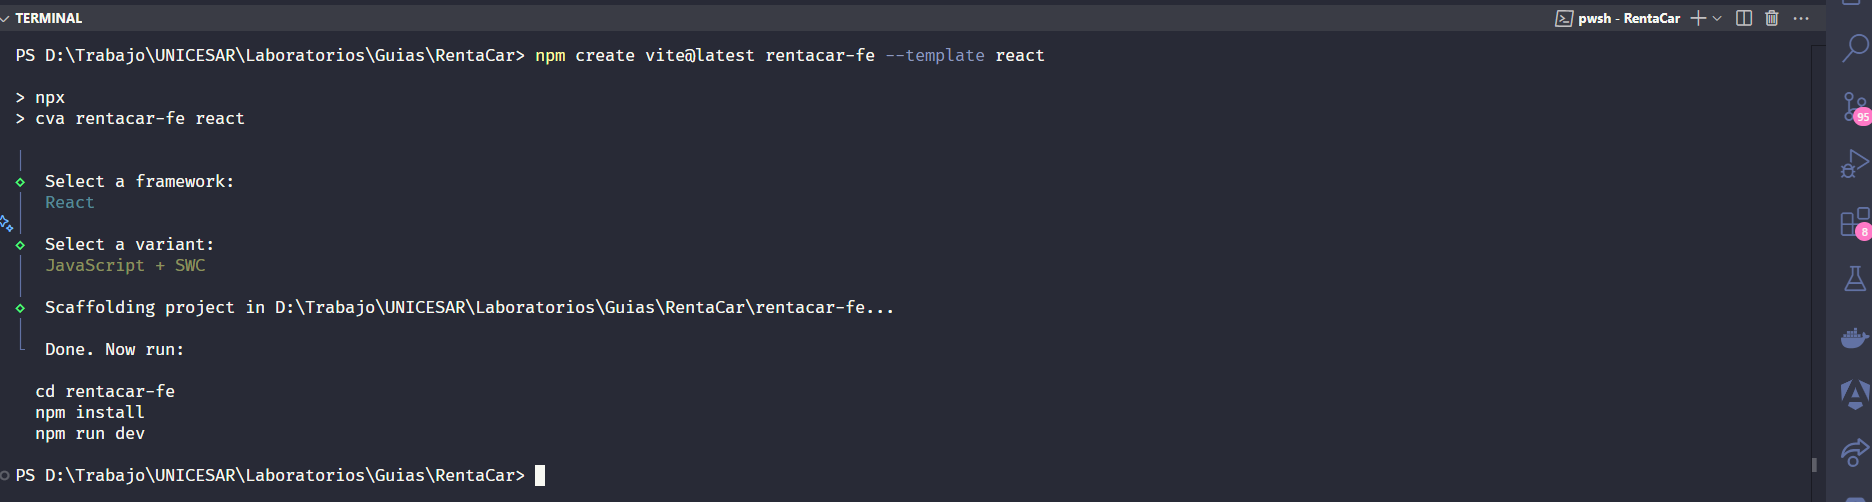 TERMINAL
pwsh - RentaCar
PS D:\Trabajo\UNICESAR\Laboratorios\Guias\RentaCar> npm create vite@latest rentacar-fe --template react
> npx
> cva rentacar-fe react
Select a framework:
React
Select a variant:
JavaScript + SWC
Scaffolding project in D:\Trabajo\UNICESAR\Laboratorios\Guias\RentaCar\rentacar-fe...
Done. Now run:
cd rentacar-fe
npm install
npm run dev
PS D:\Trabajo\UNICESAR\Laboratorios\Guias\RentaCar>
95
8